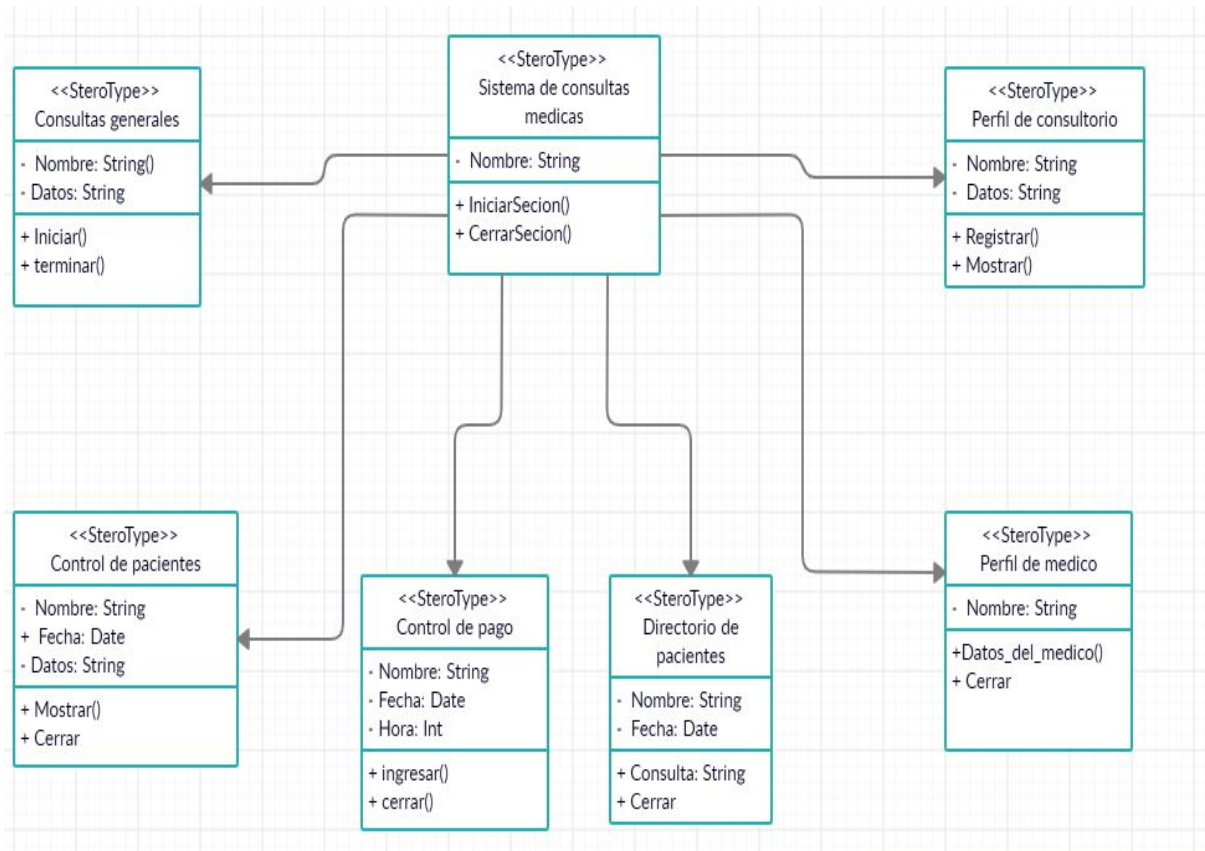 <<SteroType>>
Consultas generales
- Nombre: String()
- Datos: String
+ Iniciar()
+ terminar()
<<SteroType>>
Sistema de consultas
medicas
- Nombre: String
+ IniciarSecion()
+ CerrarSecion()
<<SteroType>>
Perfil de consultorio
- Nombre: String
- Datos: String
+ Registrar()
+ Mostrar()
<<SteroType>>
Control de pacientes
- Nombre: String
+ Fecha: Date
- Datos: String
+ Mostrar()
+ Cerrar
<<SteroType>>
Control de pago
- Nombre: String
- Fecha: Date
- Hora: Int
+ ingresar()
+ cerrar()
<<SteroType>>
Directorio de
pacientes
- Nombre: String
- Fecha: Date
+ Consulta: String
+ Cerrar
<<SteroType>>
Perfil de medico
- Nombre: String
+Datos_del_medico()
+ Cerrar